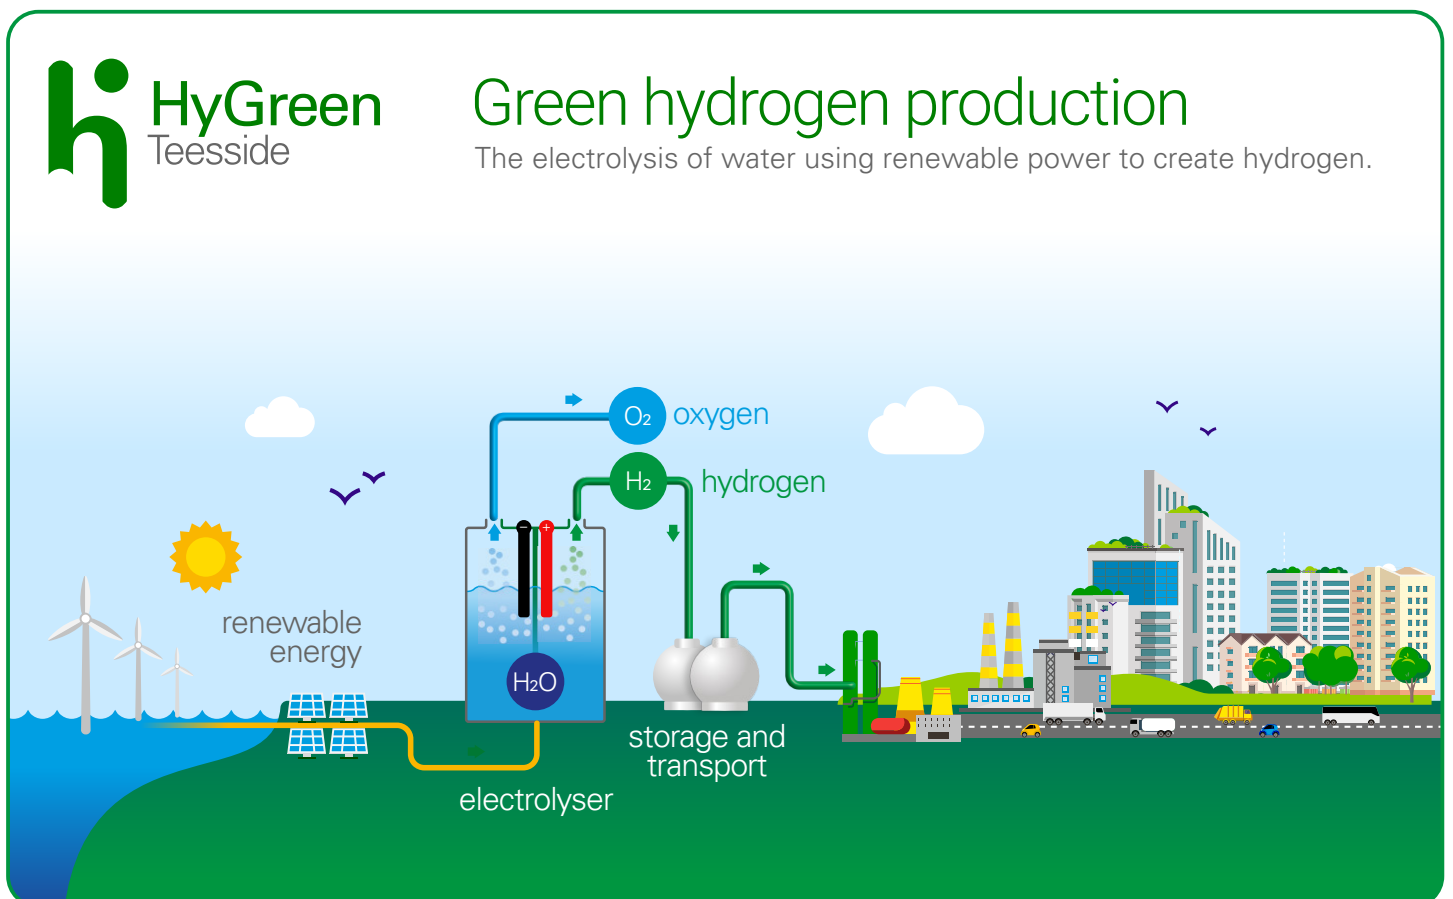 HyGreen
Teesside
Green hydrogen production
The electrolysis of water using renewable power to create hydrogen.
O₂ oxygen
H₂ hydrogen
− +
renewable
energy
H₂O
storage and
transport
electrolyser